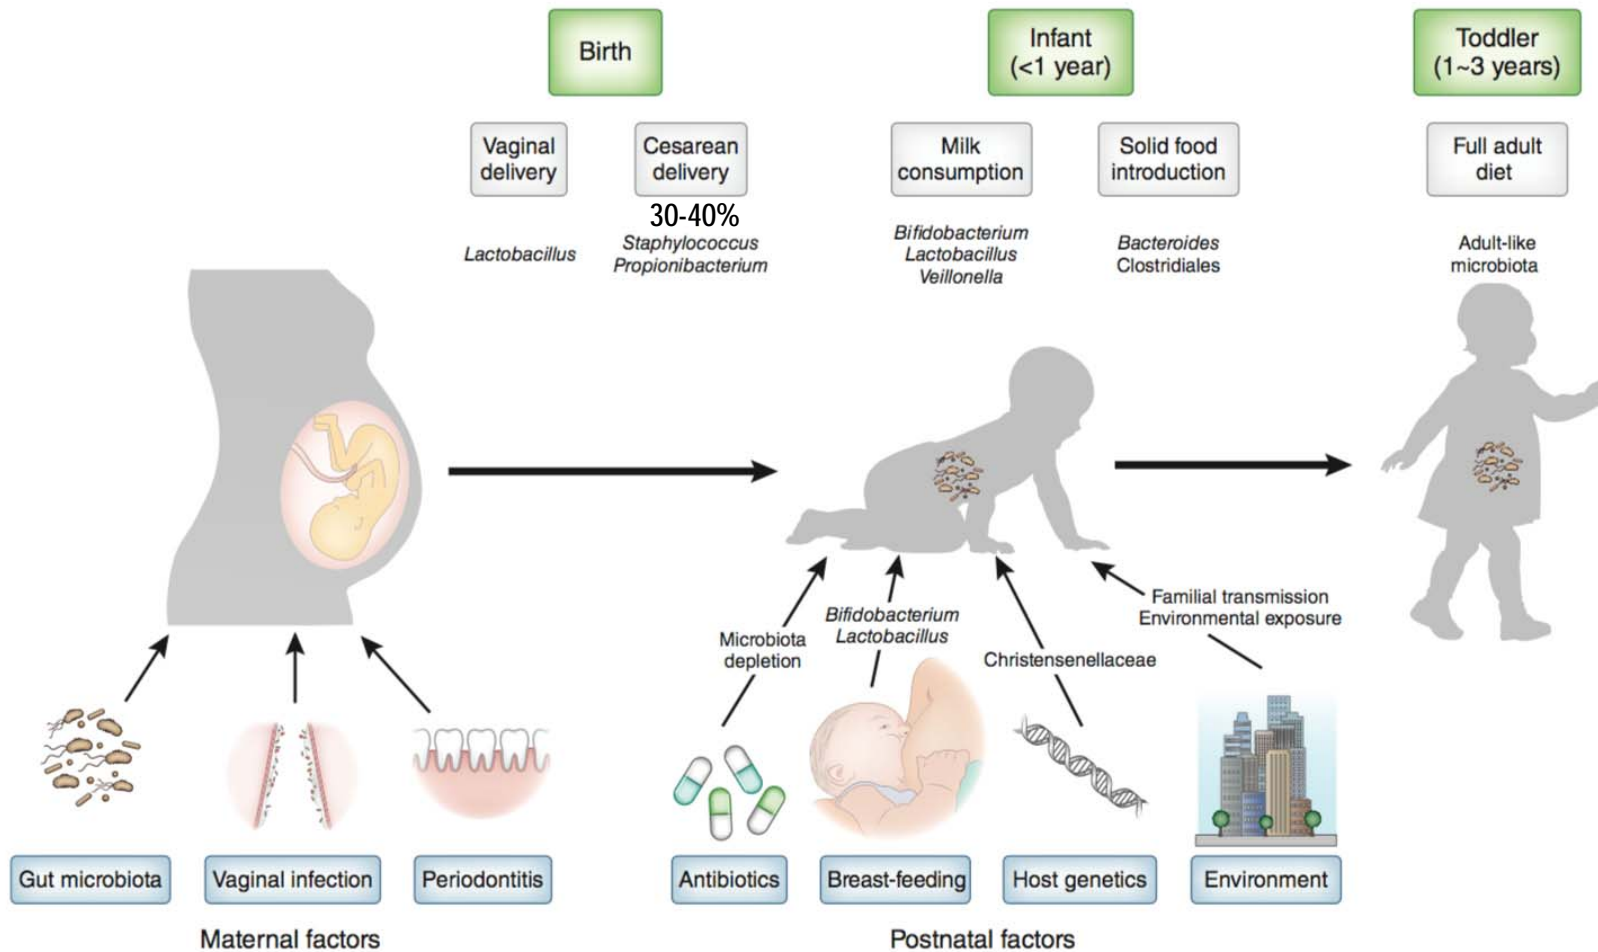 Birth
Infant
(<1 year)
Toddler
(1~3 years)
Vaginal
delivery
Cesarean
delivery
Milk
consumption
Solid food
introduction
Full adult
diet
30-40%
Lactobacillus
Staphylococcus
Propionibacterium
Bifidobacterium
Lactobacillus
Veillonella
Bacteroides
Clostridiales
Adult-like
microbiota
Microbiota
depletion
Bifidobacterium
Lactobacillus
Christensenellaceae
Familial transmission
Environmental exposure
Gut microbiota
Vaginal infection
Periodontitis
Antibiotics
Breast-feeding
Host genetics
Environment
Maternal factors
Postnatal factors